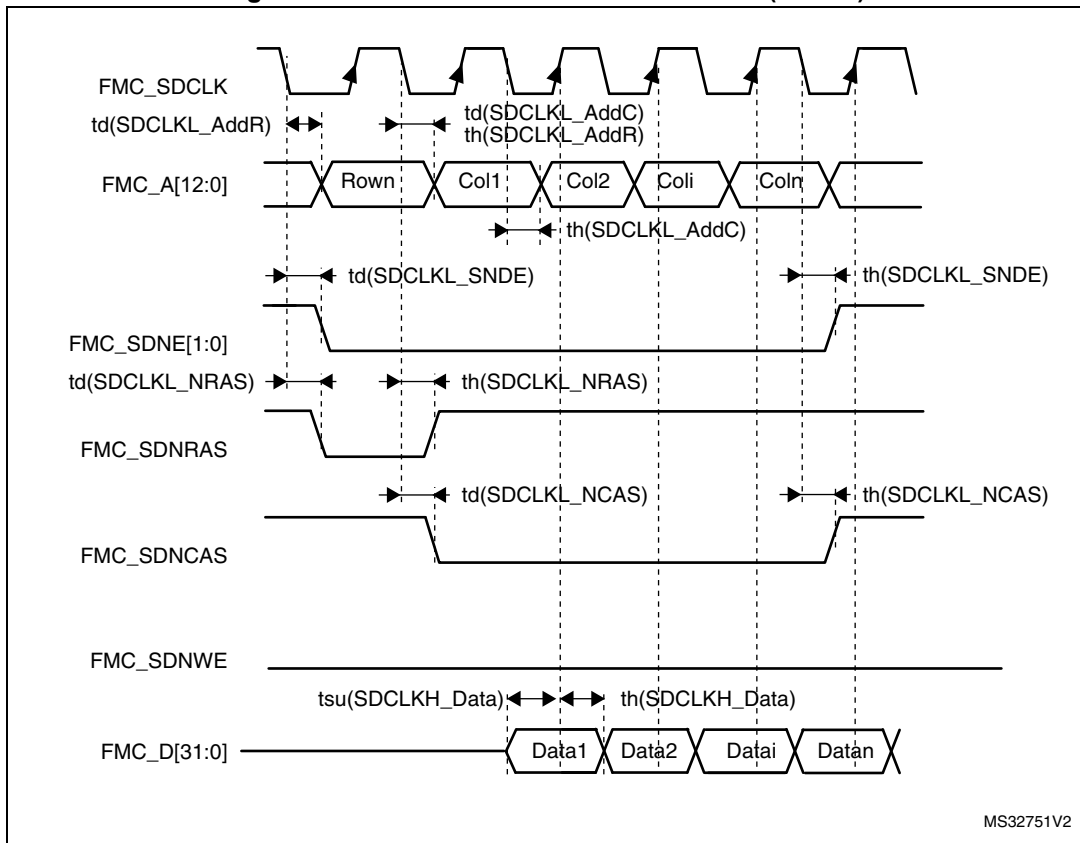 FMC_SDCLK
td(SDCLKL_AddR)
td(SDCLKL_AddC)
th(SDCLKL_AddR)
FMC_A[12:0]
Rown
Col1
Col2
Coli
Coln
th(SDCLKL_AddC)
td(SDCLKL_SNDE)
th(SDCLKL_SNDE)
FMC_SDNE[1:0]
td(SDCLKL_NRAS)
th(SDCLKL_NRAS)
FMC_SDNRAS
td(SDCLKL_NCAS)
th(SDCLKL_NCAS)
FMC_SDNCAS
FMC_SDNWE
tsu(SDCLKH_Data)
th(SDCLKH_Data)
FMC_D[31:0]
Data1
Data2
Datai
Datan
MS32751V2